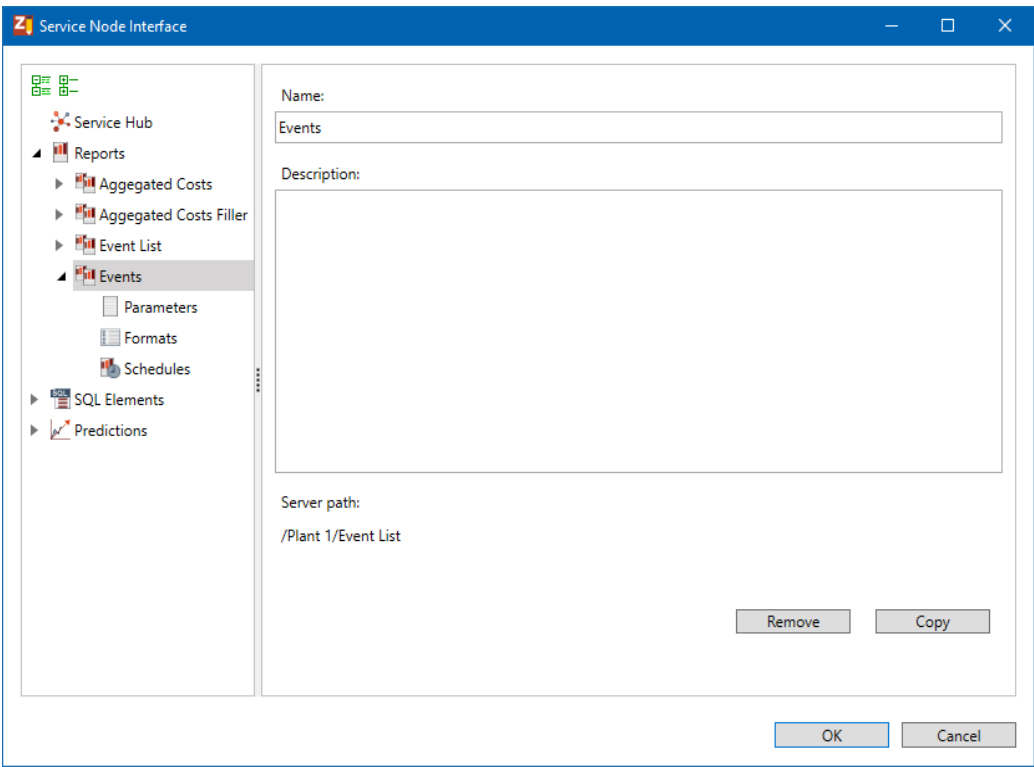 Service Node Interface
Service Hub
Reports
Aggegated Costs
Aggegated Costs Filler
Event List
Events
Parameters
Formats
Schedules
SQL
SQL Elements
Predictions
Name:
Events
Description:
Server path:
/Plant 1/Event List
Remove
Copy
OK
Cancel